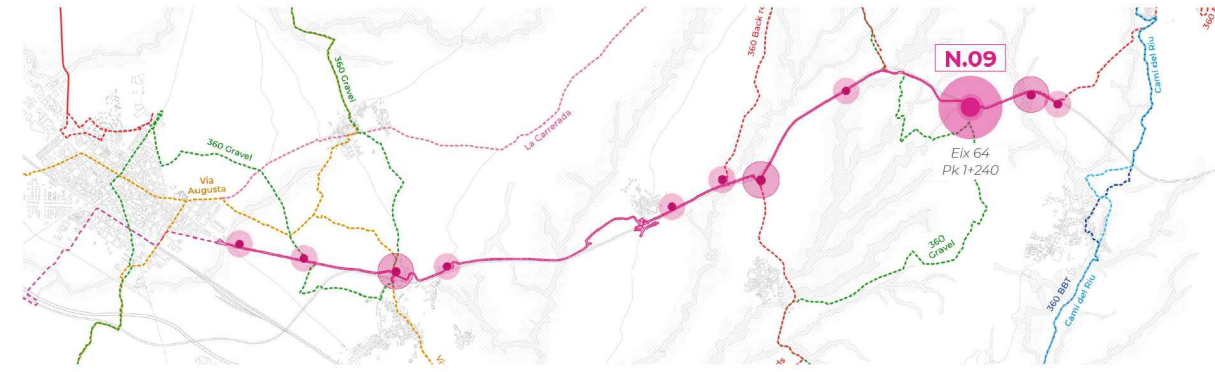 360 Gravel
360 Gravel
Via
Augusta
La Carrerada
360 Back
N.09
Eix 64
Pk 1+240
360
Gravel
Camí del Riu
360
360 BBT
Camí del Riu